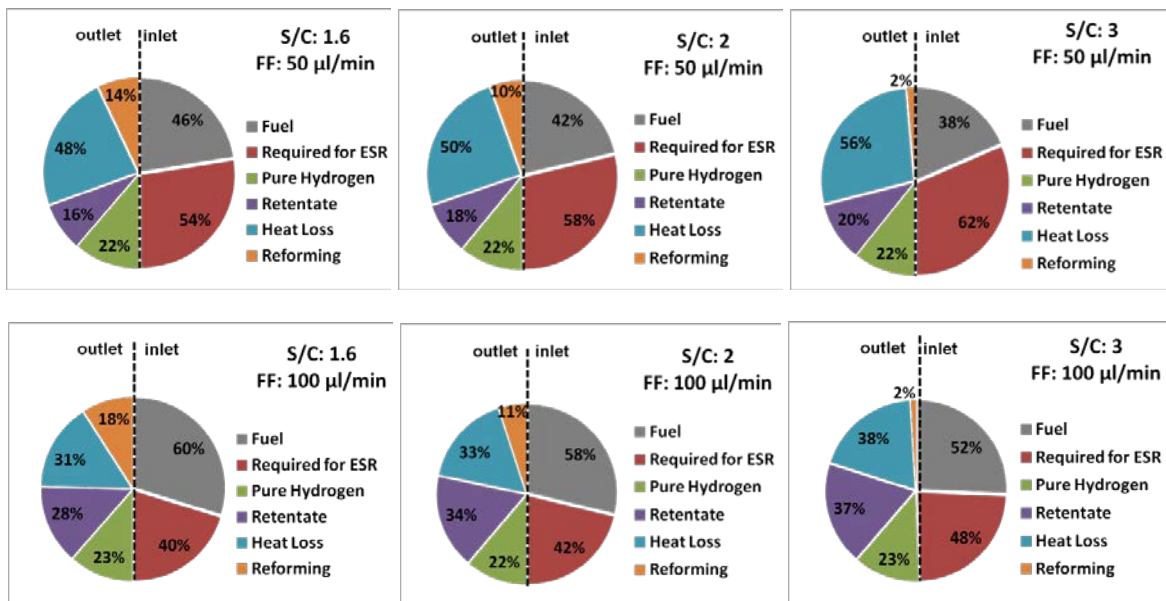 outlet inlet
S/C: 1.6
FF: 50 µl/min
14%
46%
48%
16%
22%
54%
Fuel
Required for ESR
Pure Hydrogen
Retentate
Heat Loss
Reforming
outlet inlet
S/C: 2
FF: 50 µl/min
10%
42%
50%
18%
22%
58%
Fuel
Required for ESR
Pure Hydrogen
Retentate
Heat Loss
Reforming
outlet inlet
S/C: 3
FF: 50 µl/min
2%
38%
56%
20%
22%
62%
Fuel
Required for ESR
Pure Hydrogen
Retentate
Heat Loss
Reforming
outlet inlet
S/C: 1.6
FF: 100 µl/min
18%
60%
31%
28%
23%
40%
Fuel
Required for ESR
Pure Hydrogen
Retentate
Heat Loss
Reforming
outlet inlet
S/C: 2
FF: 100 µl/min
11%
58%
33%
34%
22%
42%
Fuel
Required for ESR
Pure Hydrogen
Retentate
Heat Loss
Reforming
outlet inlet
S/C: 3
FF: 100 µl/min
2%
52%
38%
37%
23%
48%
Fuel
Required for ESR
Pure Hydrogen
Retentate
Heat Loss
Reforming